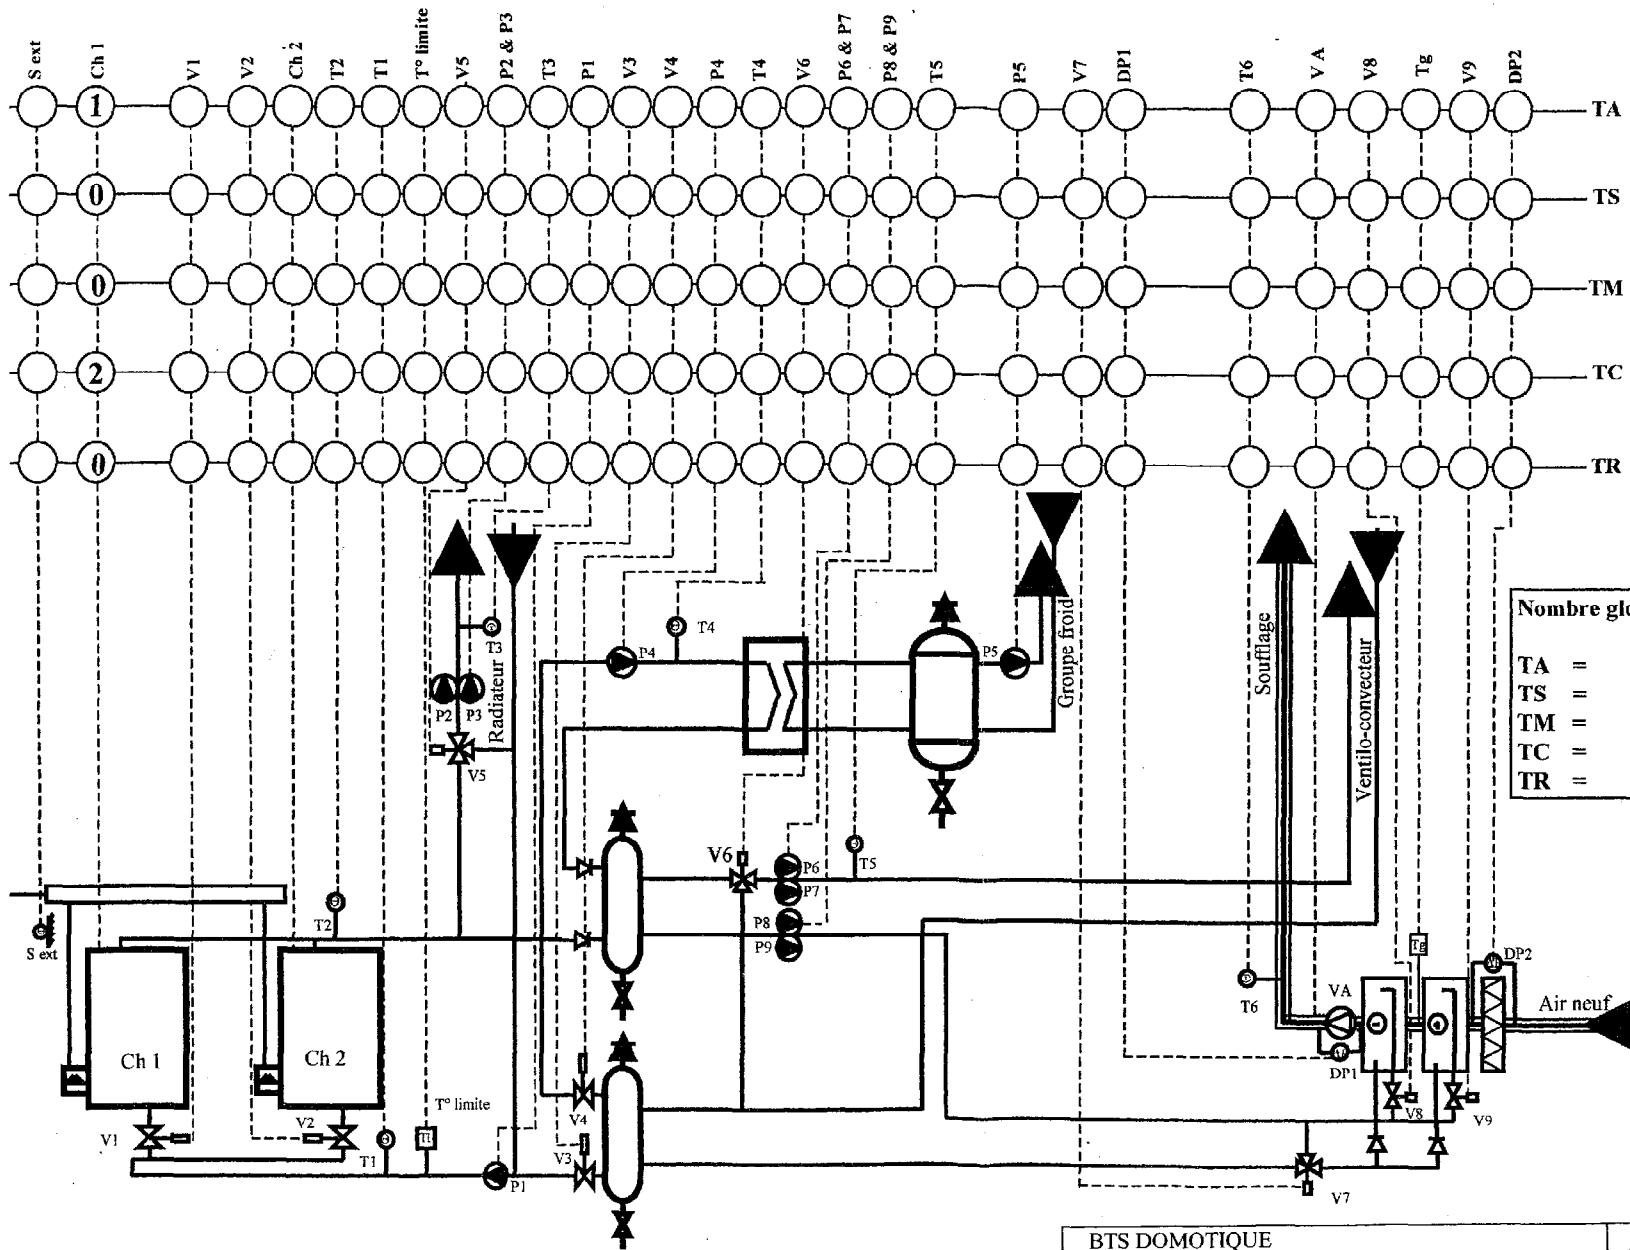 S ext
Ch 1
V1
V2
Ch 2
T2
T1
T° limite
V5
P2 & P3
T3
P1
V3
V4
P4
T4
V6
P6 & P7
P8 & P9
T5
P5
V7
DP1
T6
V A
V8
Tg
V9
DP2
1
TA
0
TS
0
TM
2
TC
0
TR
Nombre glo
TA =
TS =
TM =
TC =
TR =
Soufflage
Ventilo-convecteur
Groupe froid
Radiateur
T3
P4
T4
P5
P2
P3
V5
V6
P6
P7
T5
P8
P9
T2
S ext
Tg
DP2
T6
VA
Air neuf
Ch 1
Ch 2
DP1
V8
V9
V1
V2
T° limite
T1
V4
V3
P1
V7
BTS DOMOTIQUE